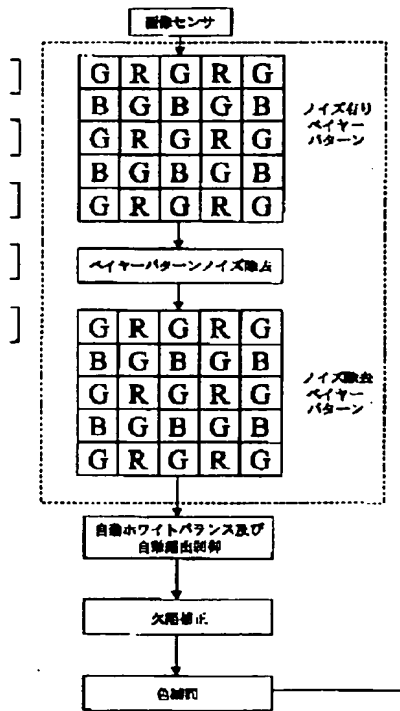 画像センサ
G R G R G
B G B G B
G R G R G
B G B G B
G R G R G
ノイズ有り
ベイヤー
パターン
ベイヤーパターンノイズ除去
G R G R G
B G B G B
G R G R G
B G B G B
G R G R G
ノイズ除去
ベイヤー
パターン
自動ホワイトバランス及び
自動露出制御
欠陥補正
色補間